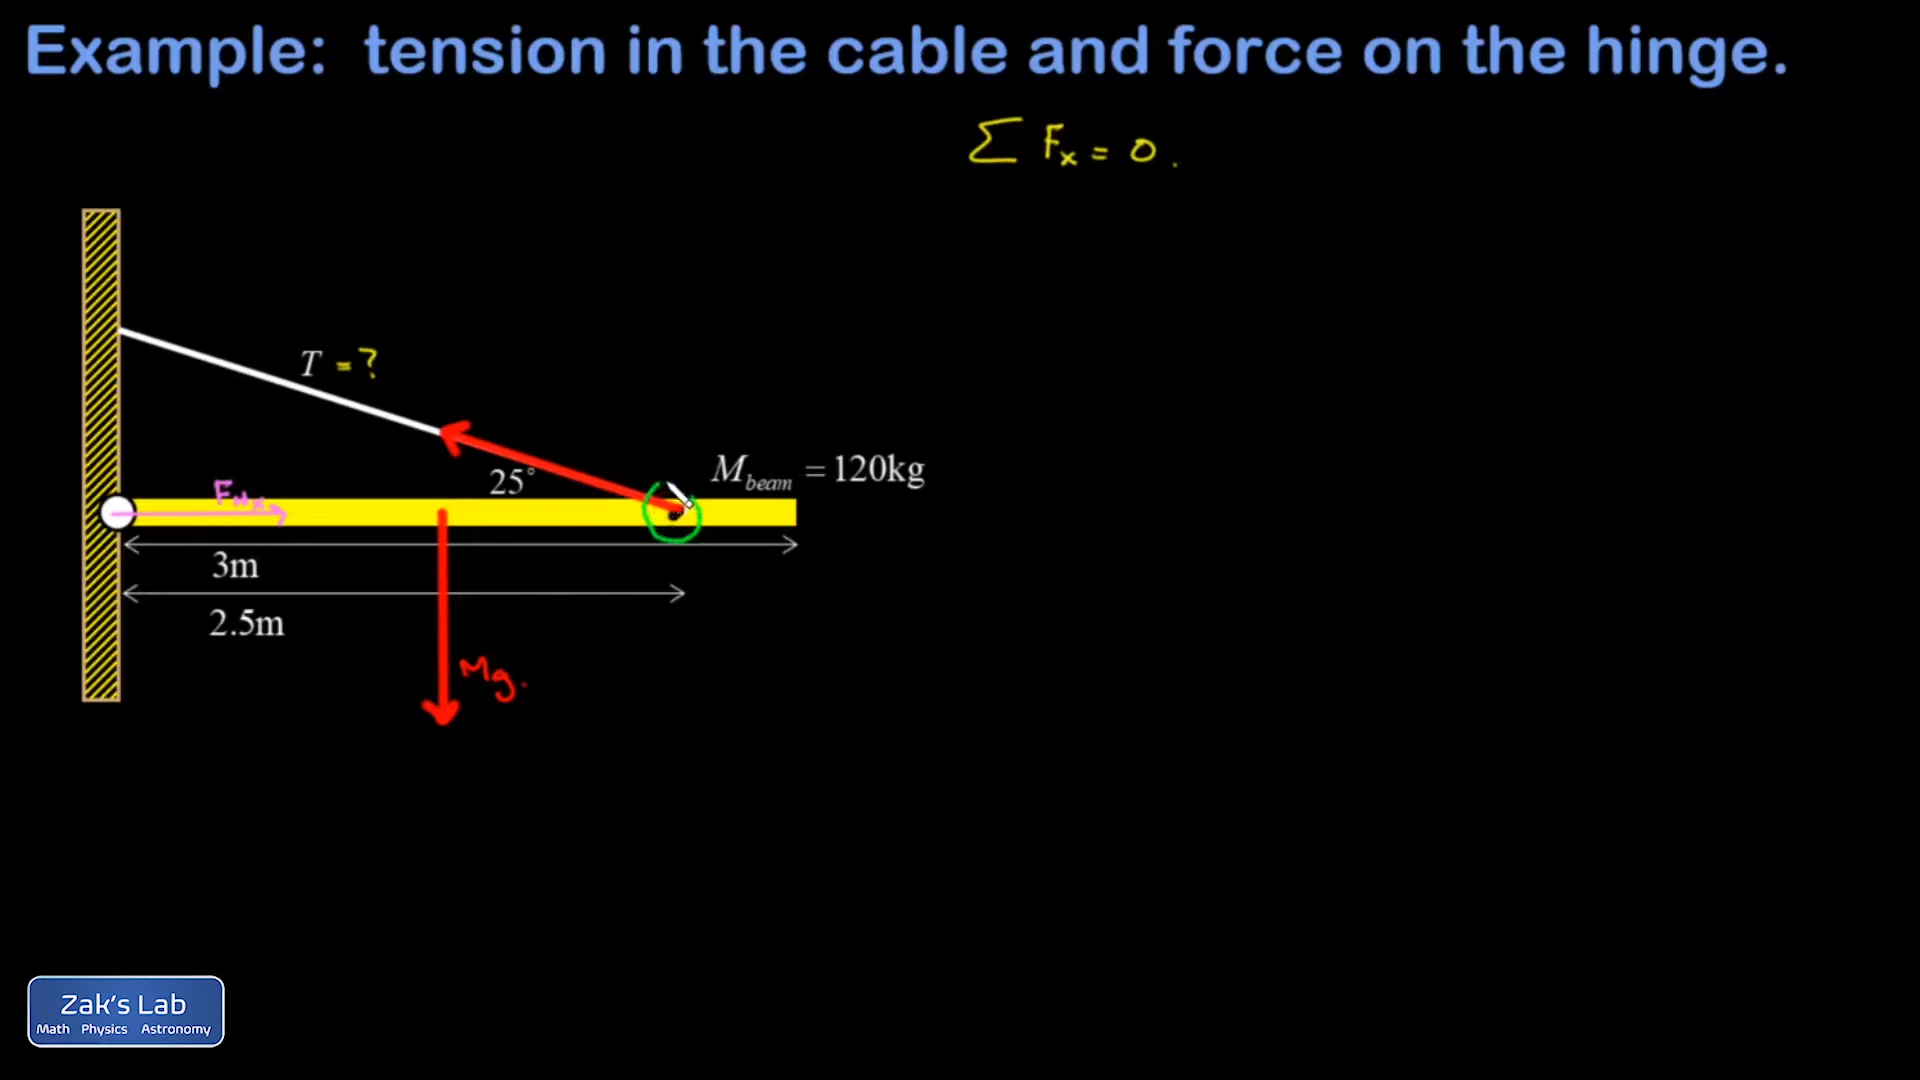 Example: tension in the cable and force on the hinge.
Σ Fx = 0.
T = ?
25°
Mbeam = 120kg
FHx
3m
2.5m
Mg.
Zak's Lab
Math Physics Astronomy